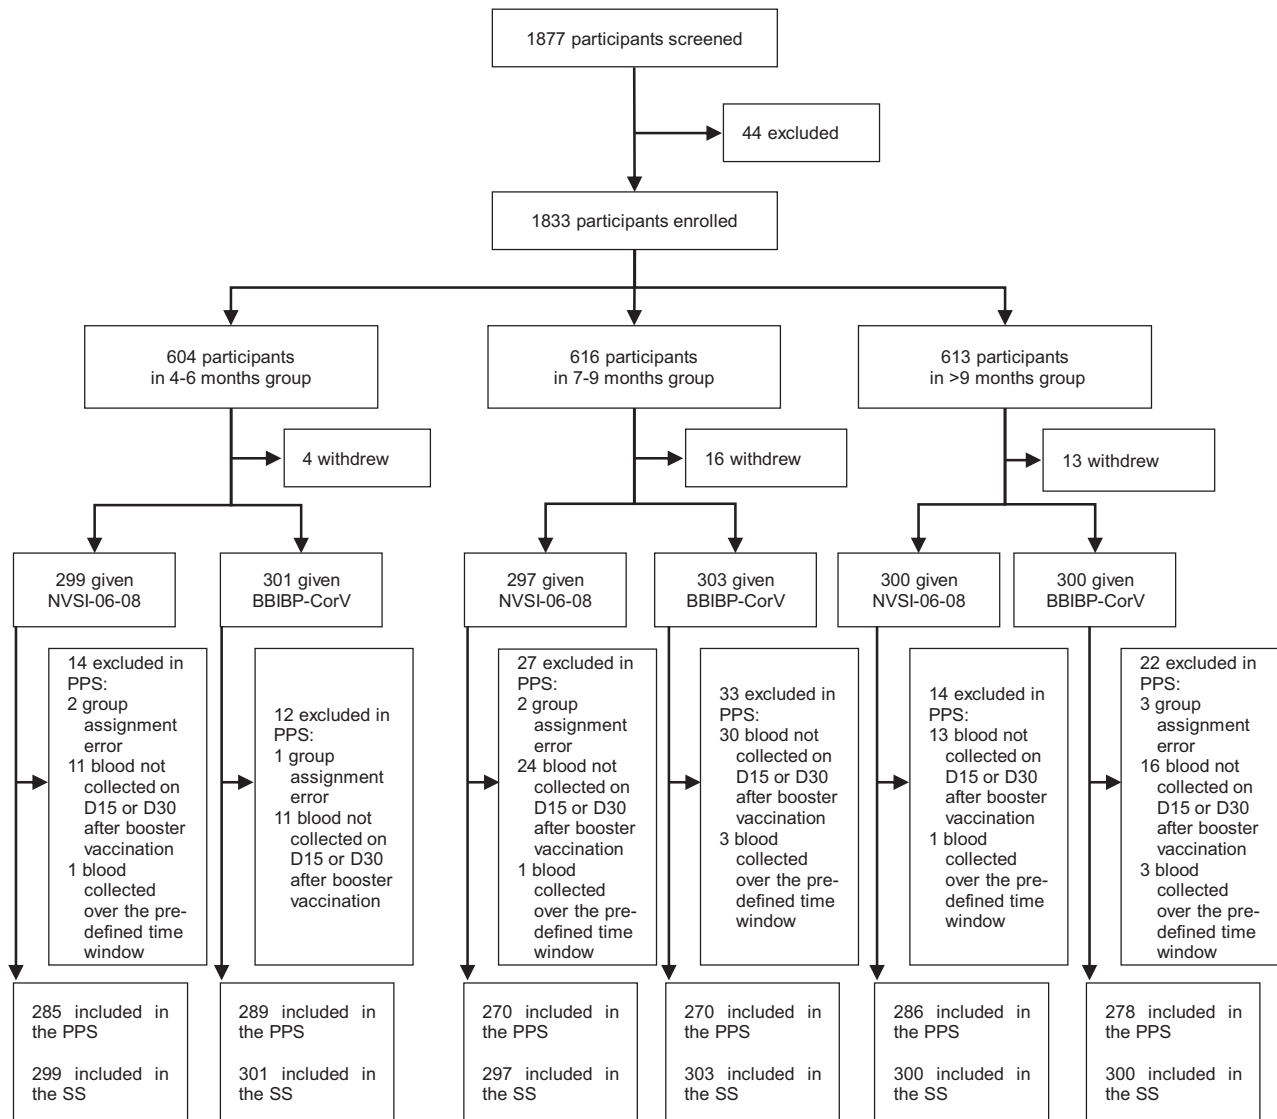 1877 participants screened
44 excluded
1833 participants enrolled
604 participants
in 4-6 months group
616 participants
in 7-9 months group
613 participants
in >9 months group
4 withdrew
16 withdrew
13 withdrew
299 given
NVSI-06-08
301 given
BBIBP-CorV
297 given
NVSI-06-08
303 given
BBIBP-CorV
300 given
NVSI-06-08
300 given
BBIBP-CorV
14 excluded in
PPS:
2 group
assignment
error
11 blood not
collected on
D15 or D30
after booster
vaccination
1 blood
collected
over the pre-
defined time
window
12 excluded in
PPS:
1 group
assignment
error
11 blood not
collected on
D15 or D30
after booster
vaccination
27 excluded in
PPS:
2 group
assignment
error
24 blood not
collected on
D15 or D30
after booster
vaccination
1 blood
collected
over the pre-
defined time
window
33 excluded in
PPS:
30 blood not
collected on
D15 or D30
after booster
vaccination
3 blood
collected
over the pre-
defined time
window
14 excluded in
PPS:
13 blood not
collected on
D15 or D30
after booster
vaccination
1 blood
collected
over the pre-
defined time
window
22 excluded in
PPS:
3 group
assignment
error
16 blood not
collected on
D15 or D30
after booster
vaccination
3 blood
collected
over the pre-
defined time
window
285 included in
the PPS
299 included in
the SS
289 included in
the PPS
301 included in
the SS
270 included in
the PPS
297 included in
the SS
270 included in
the PPS
303 included in
the SS
286 included in
the PPS
300 included in
the SS
278 included in
the PPS
300 included in
the SS